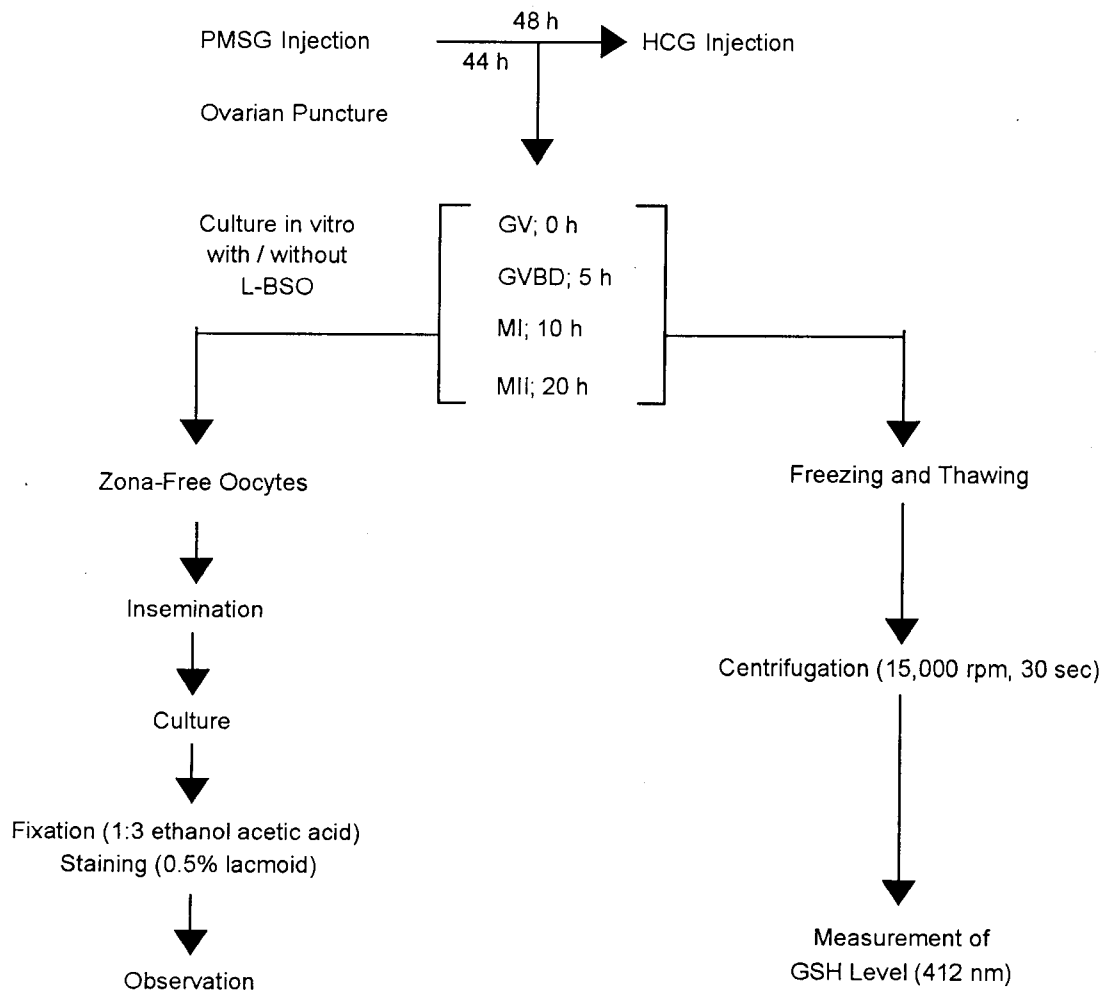 48 h
PMSG Injection
HCG Injection
44 h
Ovarian Puncture
Culture in vitro
with / without
L-BSO
GV; 0 h
GVBD; 5 h
MI; 10 h
MII; 20 h
Zona-Free Oocytes
Insemination
Culture
Fixation (1:3 ethanol acetic acid)
Staining (0.5% lacmoid)
Observation
Freezing and Thawing
Centrifugation (15,000 rpm, 30 sec)
Measurement of
GSH Level (412 nm)